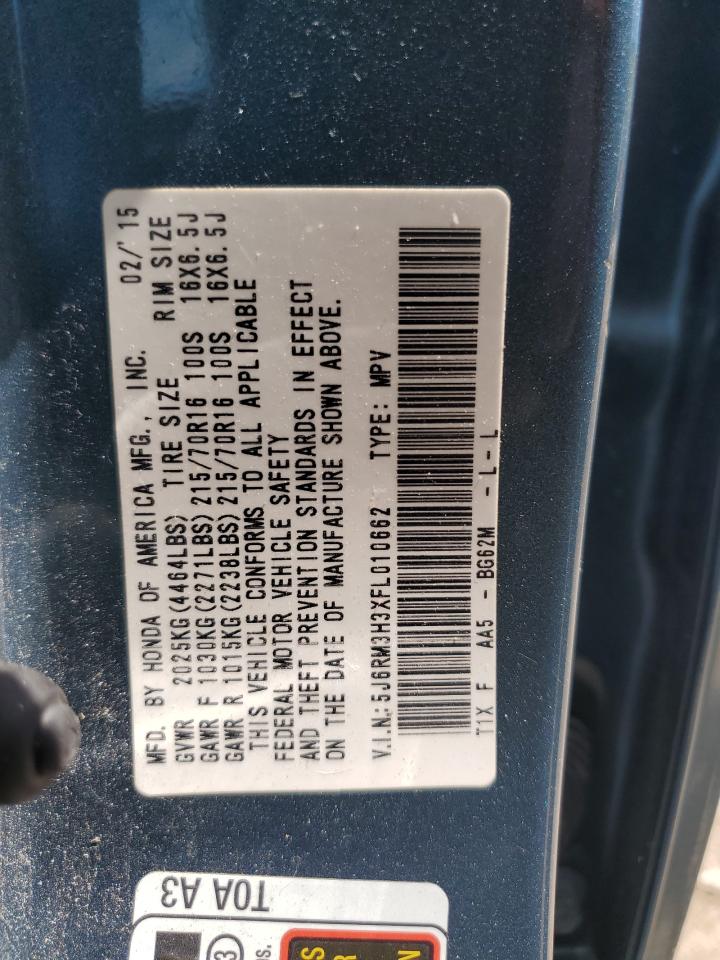 MFD. BY HONDA OF AMERICA MFG., INC. 02/'15
GVWR 2025KG(4464LBS) TIRE SIZE RIM SIZE
GAWR F 1030KG(2271LBS) 215/70R16 100S 16X6.5J
GAWR R 1015KG(2238LBS) 215/70R16 100S 16X6.5J
THIS VEHICLE CONFORMS TO ALL APPLICABLE
FEDERAL MOTOR VEHICLE SAFETY
AND THEFT PREVENTION STANDARDS IN EFFECT
ON THE DATE OF MANUFACTURE SHOWN ABOVE.
V.I.N.:5J6RM3H3XFL010662 TYPE: MPV
T1X F AA5 - BG62M - L - L
T0A A3